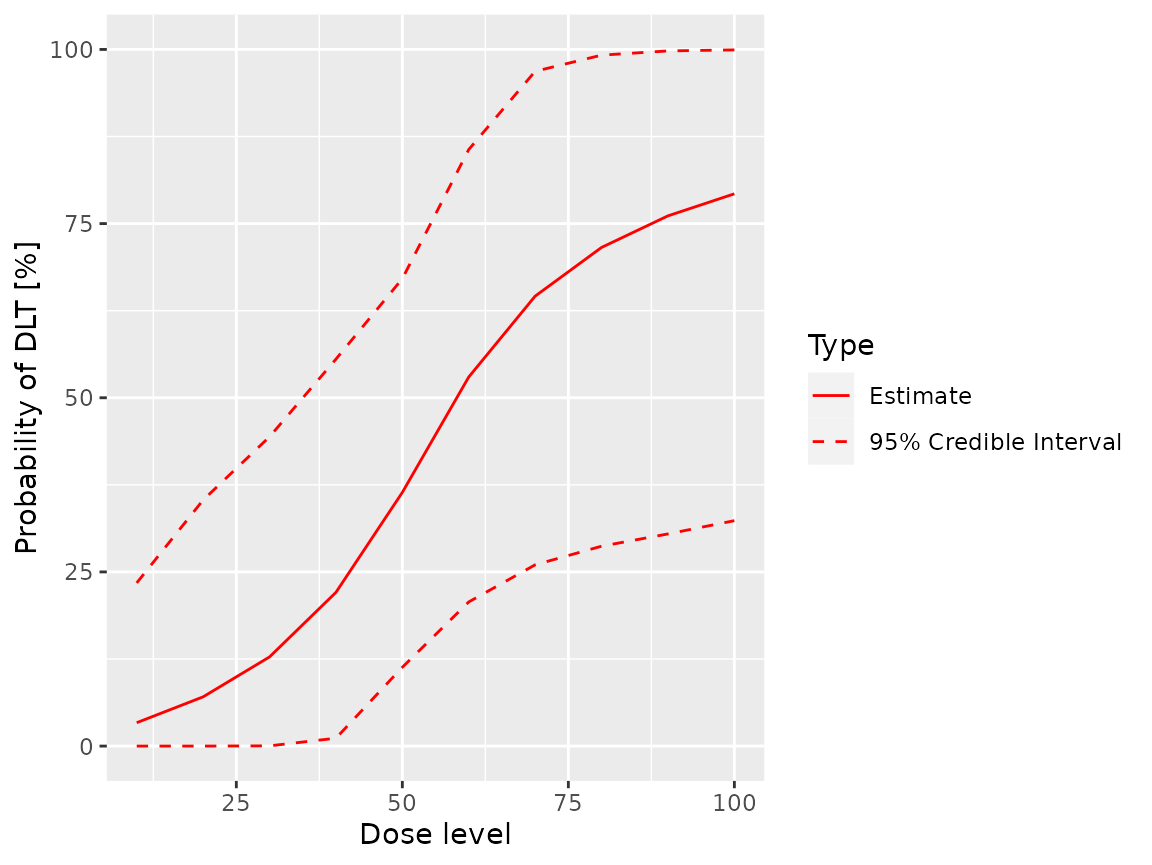 100
75
50
25
0
Probability of DLT [%]
25 50 75 100
Dose level
Type
Estimate
95% Credible Interval